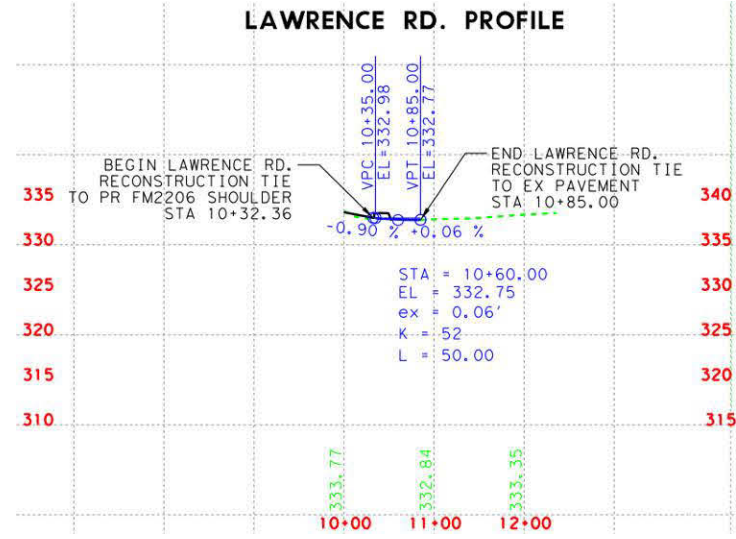 LAWRENCE RD. PROFILE
VPC 10+35.00
EL=332.98
VPT 10+85.00
EL=332.77
BEGIN LAWRENCE RD.
RECONSTRUCTION TIE
TO PR FM2206 SHOULDER
STA 10+32.36
END LAWRENCE RD.
RECONSTRUCTION TIE
TO EX PAVEMENT
STA 10+85.00
335
340
330
335
-0.90 % +0.06 %
325
330
STA = 10+60.00
EL = 332.75
ex = 0.06'
K = 52
L = 50.00
320
325
315
320
310
315
333.77
332.84
333.35
10+00
11+00
12+00